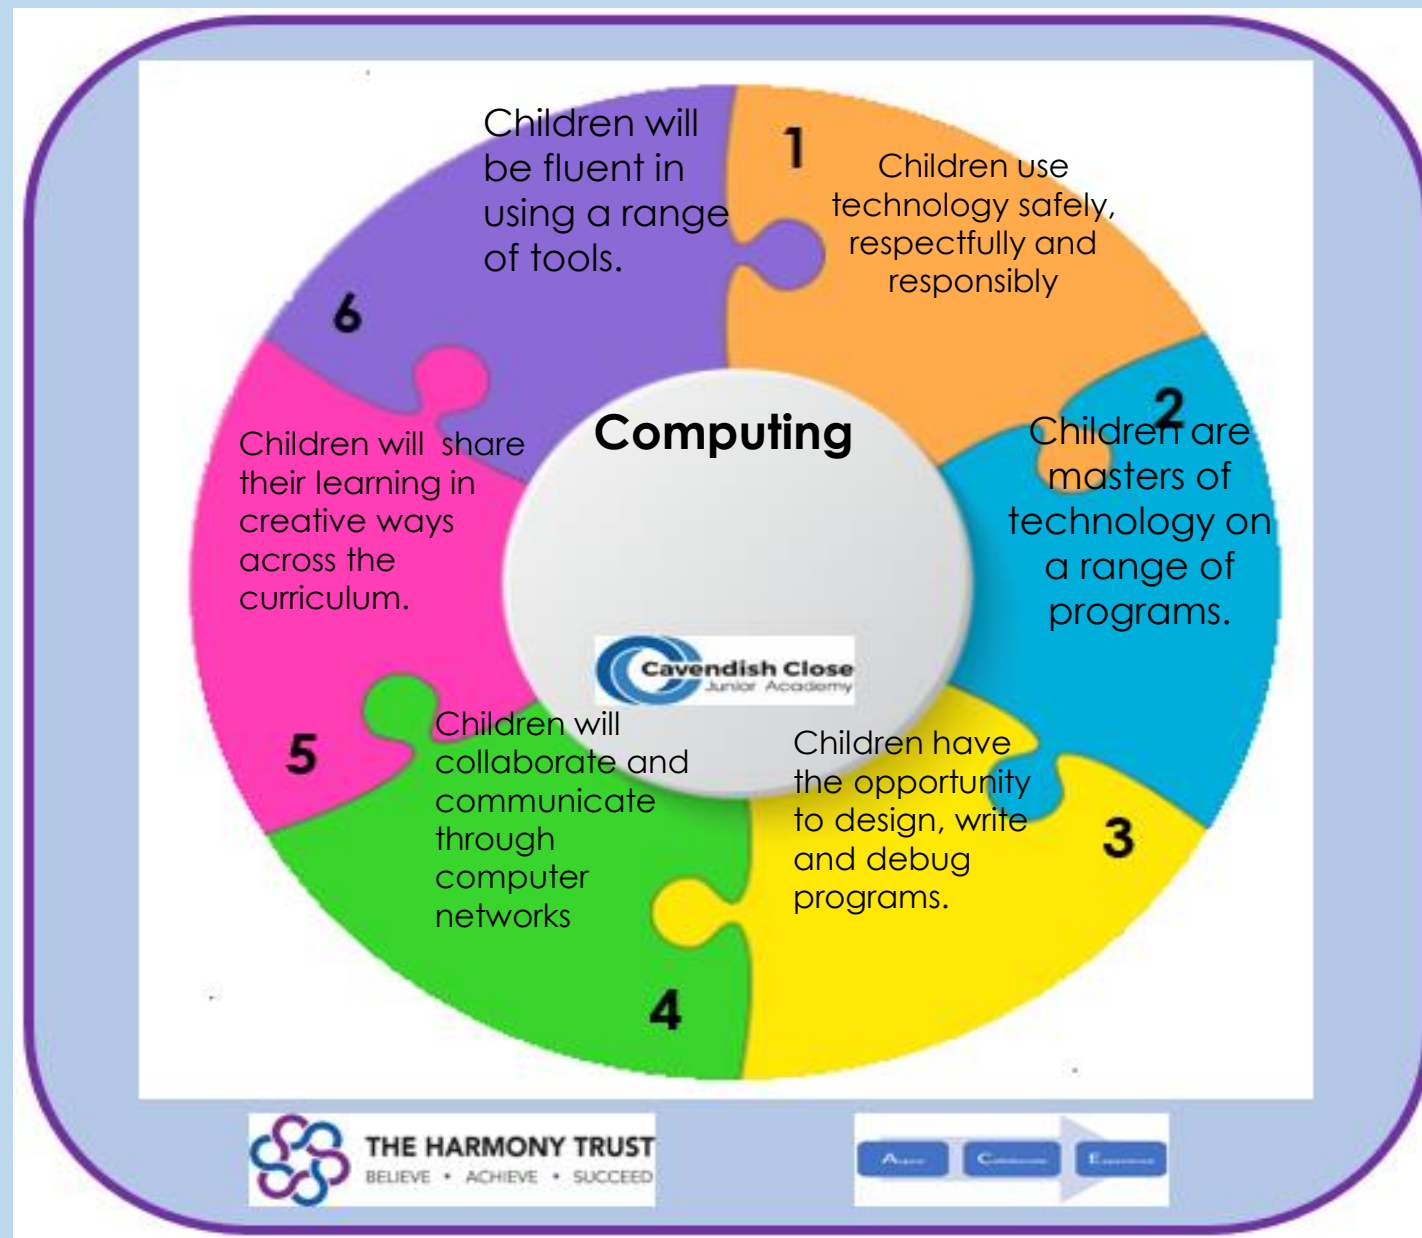 1
Children use
technology safely,
respectfully and
responsibly
2
Children are
masters of
technology on
a range of
programs.
3
Children have
the opportunity
to design, write
and debug
programs.
4
Children will
collaborate and
communicate
through
computer
networks
5
Children will share
their learning in
creative ways
across the
curriculum.
6
Children will
be fluent in
using a range
of tools.
Computing
Cavendish Close
Junior Academy
THE HARMONY TRUST
BELIEVE • ACHIEVE • SUCCEED